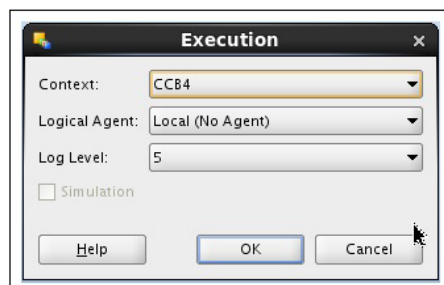 Execution
Context: CCB4
Logical Agent: Local (No Agent)
Log Level: 5
Simulation
Help OK Cancel